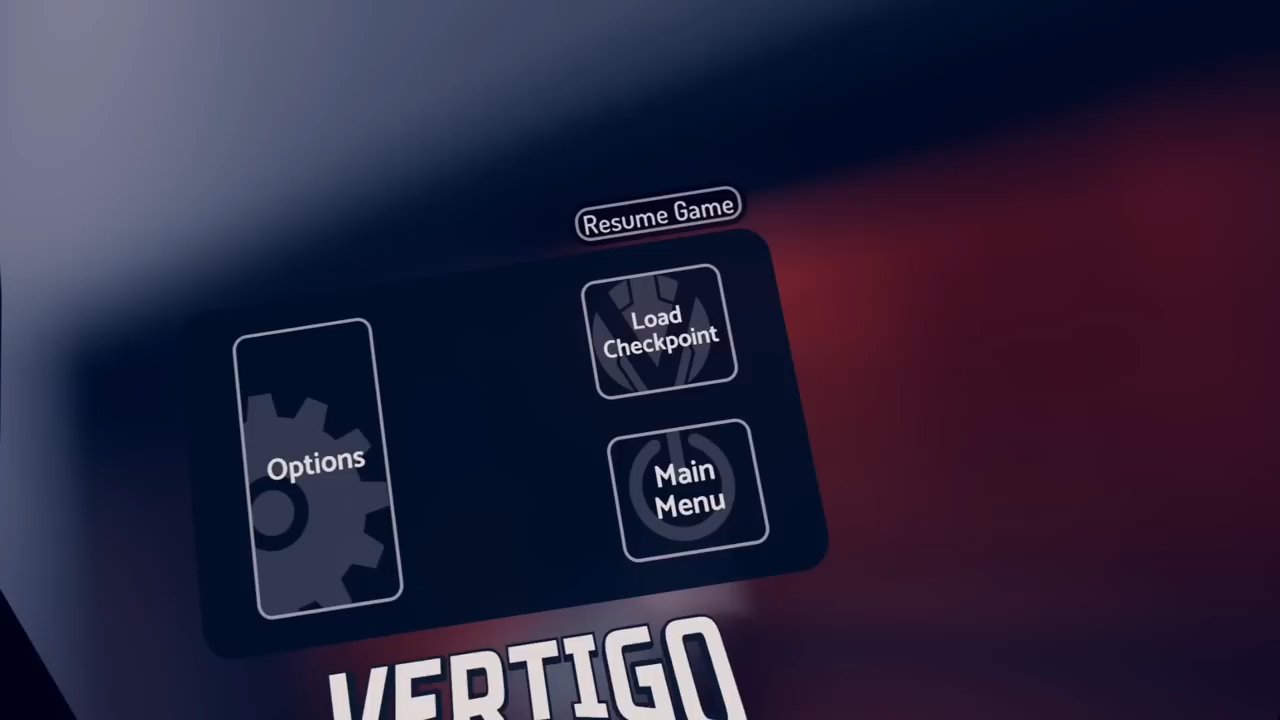 Resume Game
Load
Checkpoint
Options
Main
Menu
VERTIGO